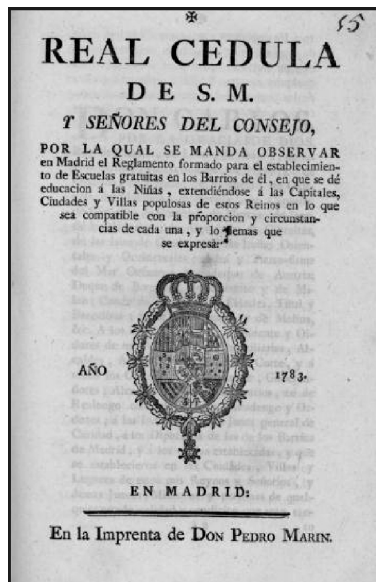 55
REAL CEDULA
DE S. M.
Y SEÑORES DEL CONSEJO,
POR LA QUAL SE MANDA OBSERVAR
en Madrid el Reglamento formado para el establecimien-
to de Escuelas gratuitas en los Barrios de él, en que se dé
educacion á las Niñas, extendiéndose á las Capitales,
Ciudades y Villas populosas de estos Reinos en lo que
sea compatible con la proporcion y circunstan-
cias de cada una, y lo demas que
se expresa.
AÑO 1783.
EN MADRID:
En la Imprenta de DON PEDRO MARIN.